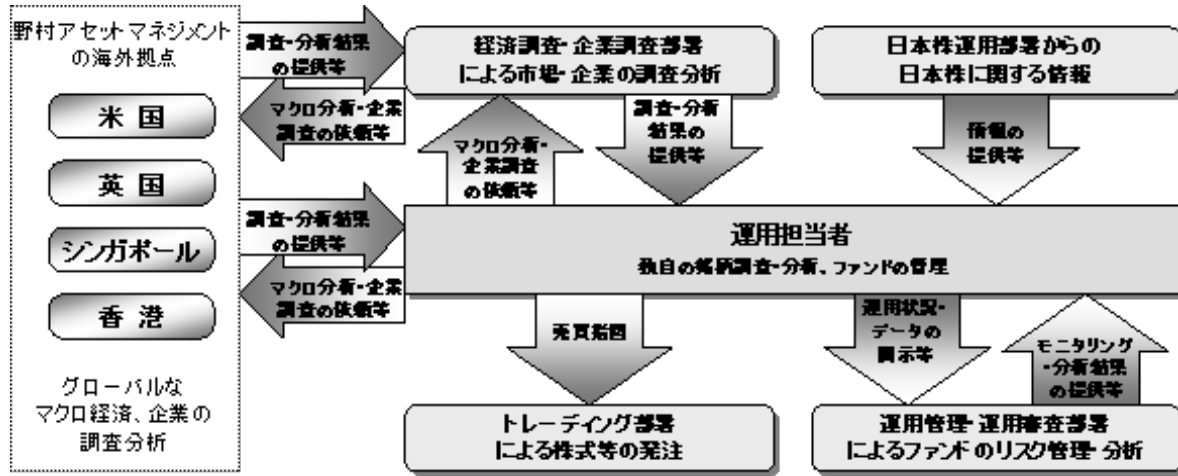 野村アセットマネジメント
の海外拠点
米 国
英 国
シンガポール
香 港
グローバルな
マクロ経済、企業の
調査分析
調査・分析結果
の提供等
マクロ分析・企業
調査の依頼等
調査・分析結果
の提供等
マクロ分析・企業
調査の依頼等
経済調査・企業調査部署
による市場・企業の調査分析
日本株運用部署からの
日本株に関する情報
マクロ分析・
企業調査
の依頼等
調査・分析
結果の
提供等
情報の
提供等
運用担当者
独自の銘柄調査・分析、ファンドの管理
売買指図
運用状況・
データの
開示等
モニタリング
・分析結果
の提供等
トレーディング部署
による株式等の発注
運用管理・運用審査部署
によるファンドのリスク管理・分析